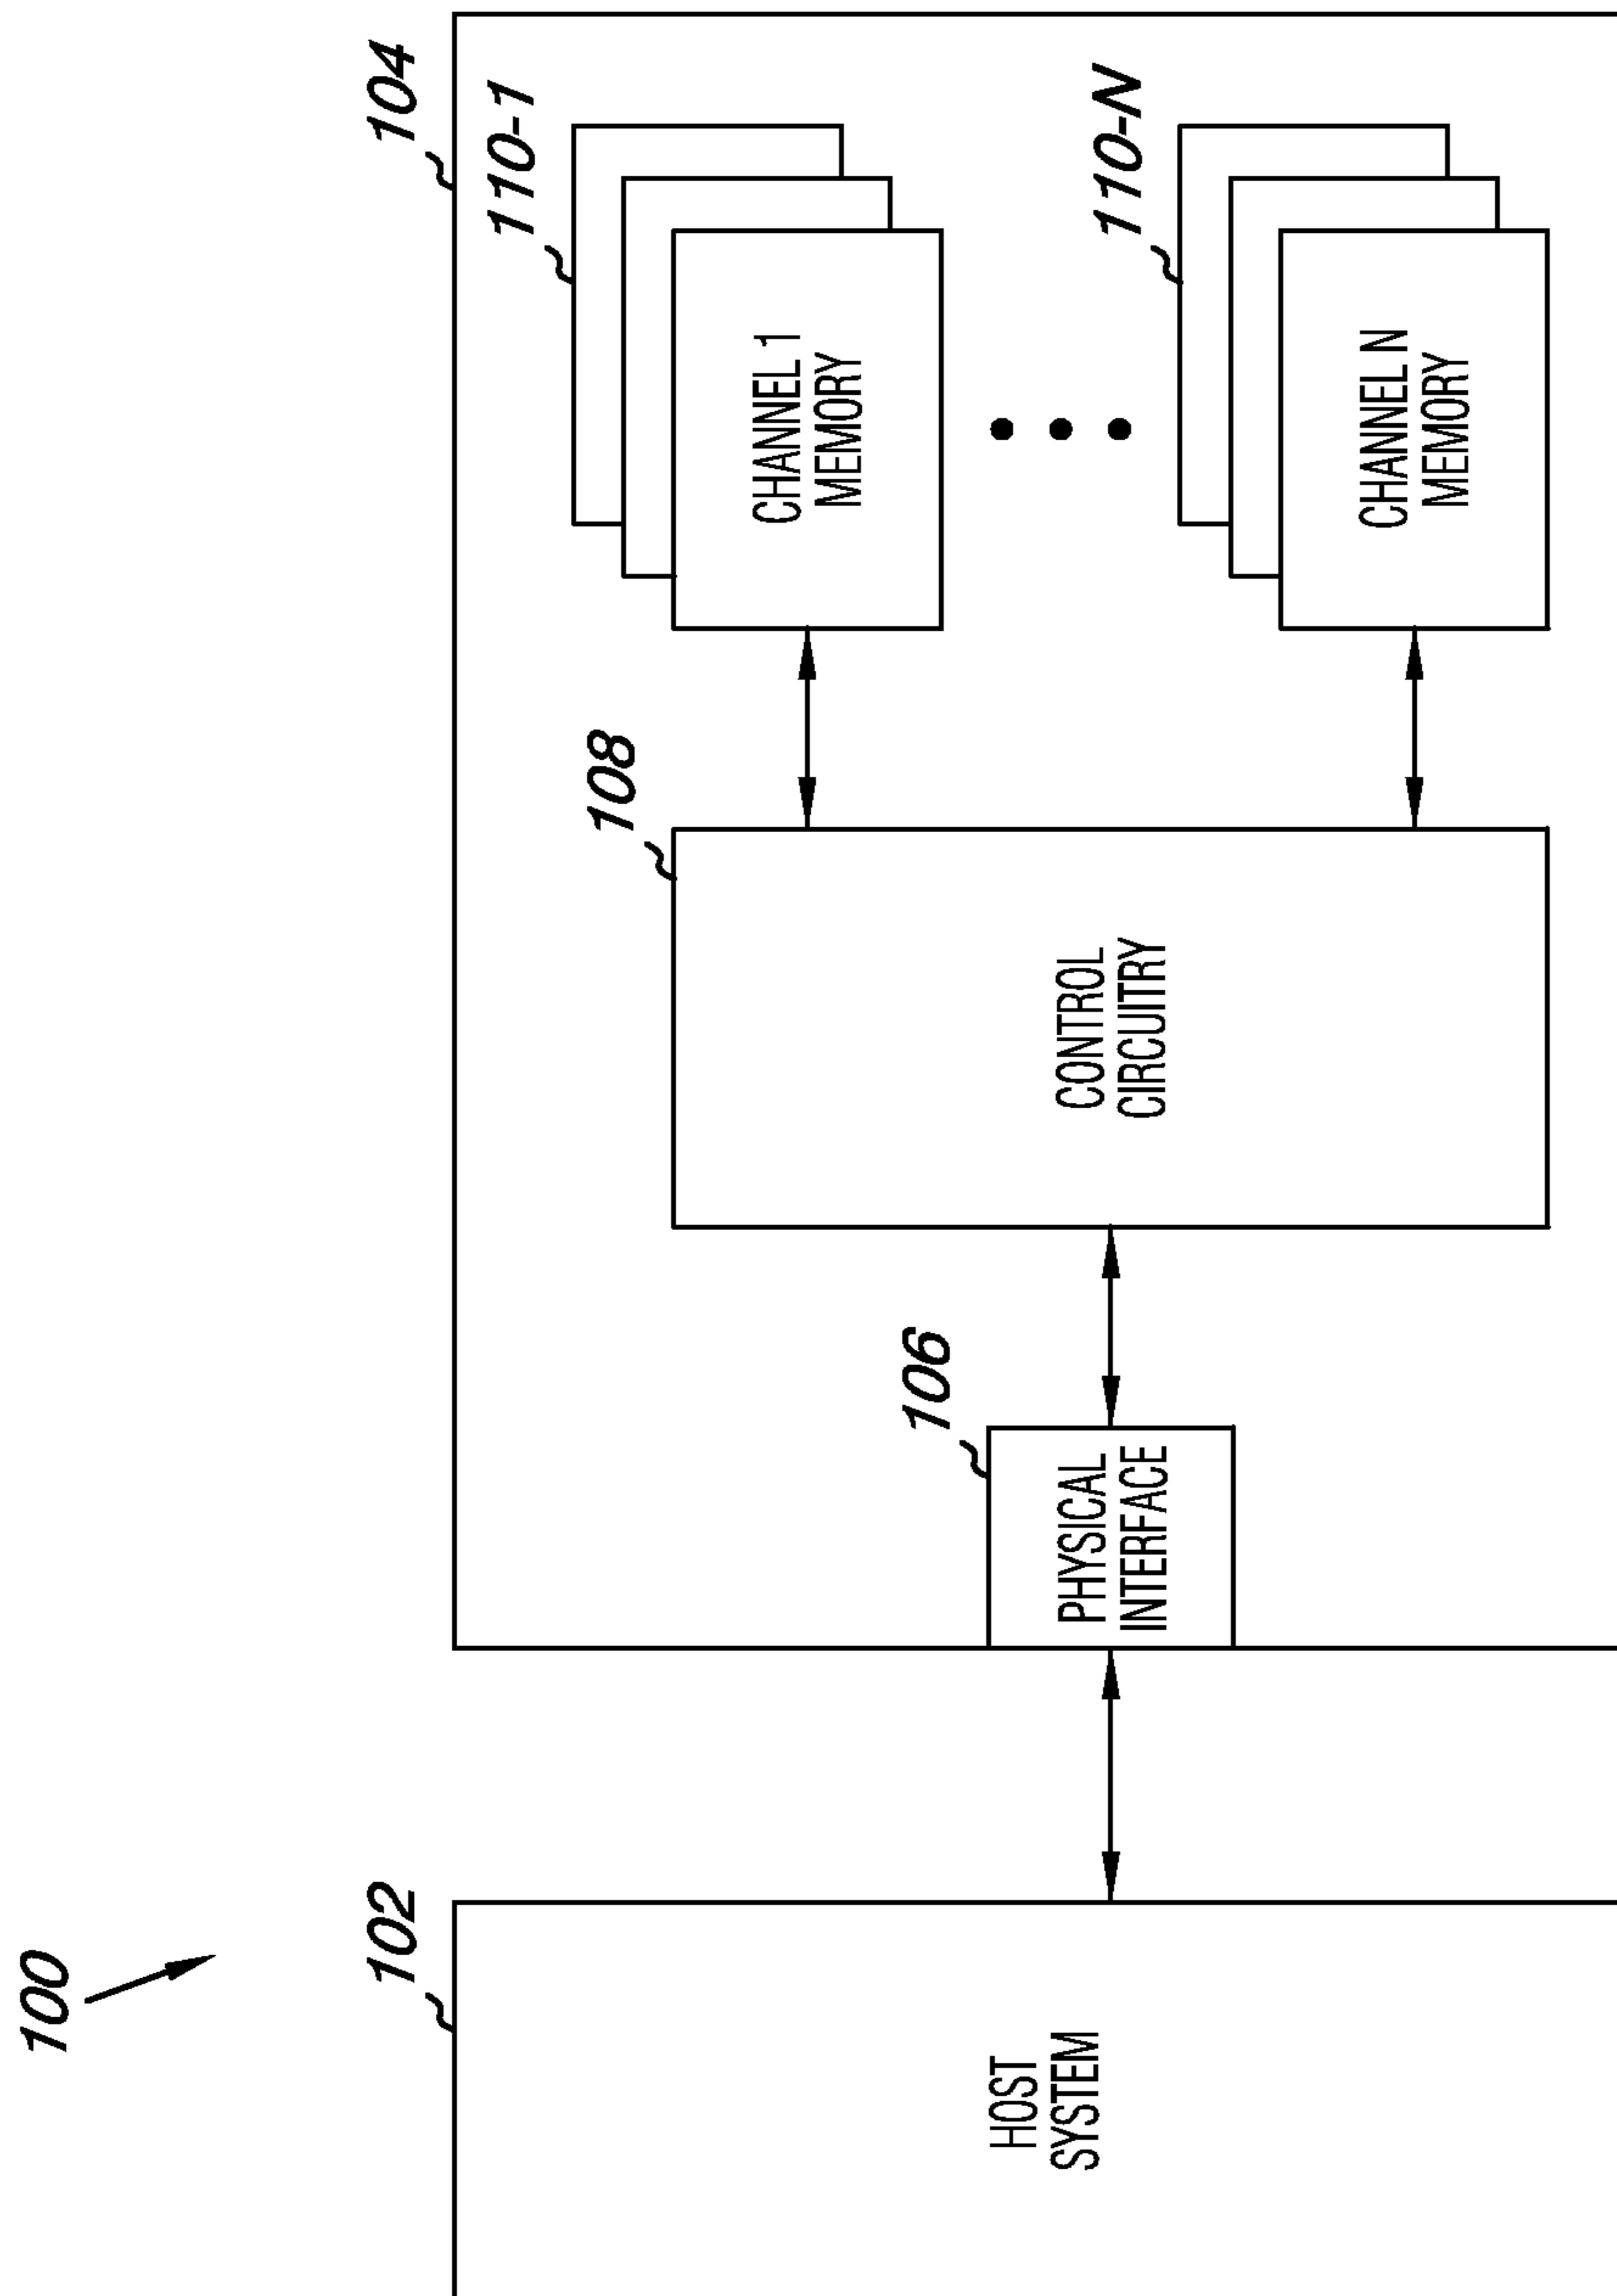 100
102
104
HOST
SYSTEM
106
PHYSICAL
INTERFACE
108
CONTROL
CIRCUITRY
110-1
CHANNEL 1
MEMORY
110-N
CHANNEL N
MEMORY